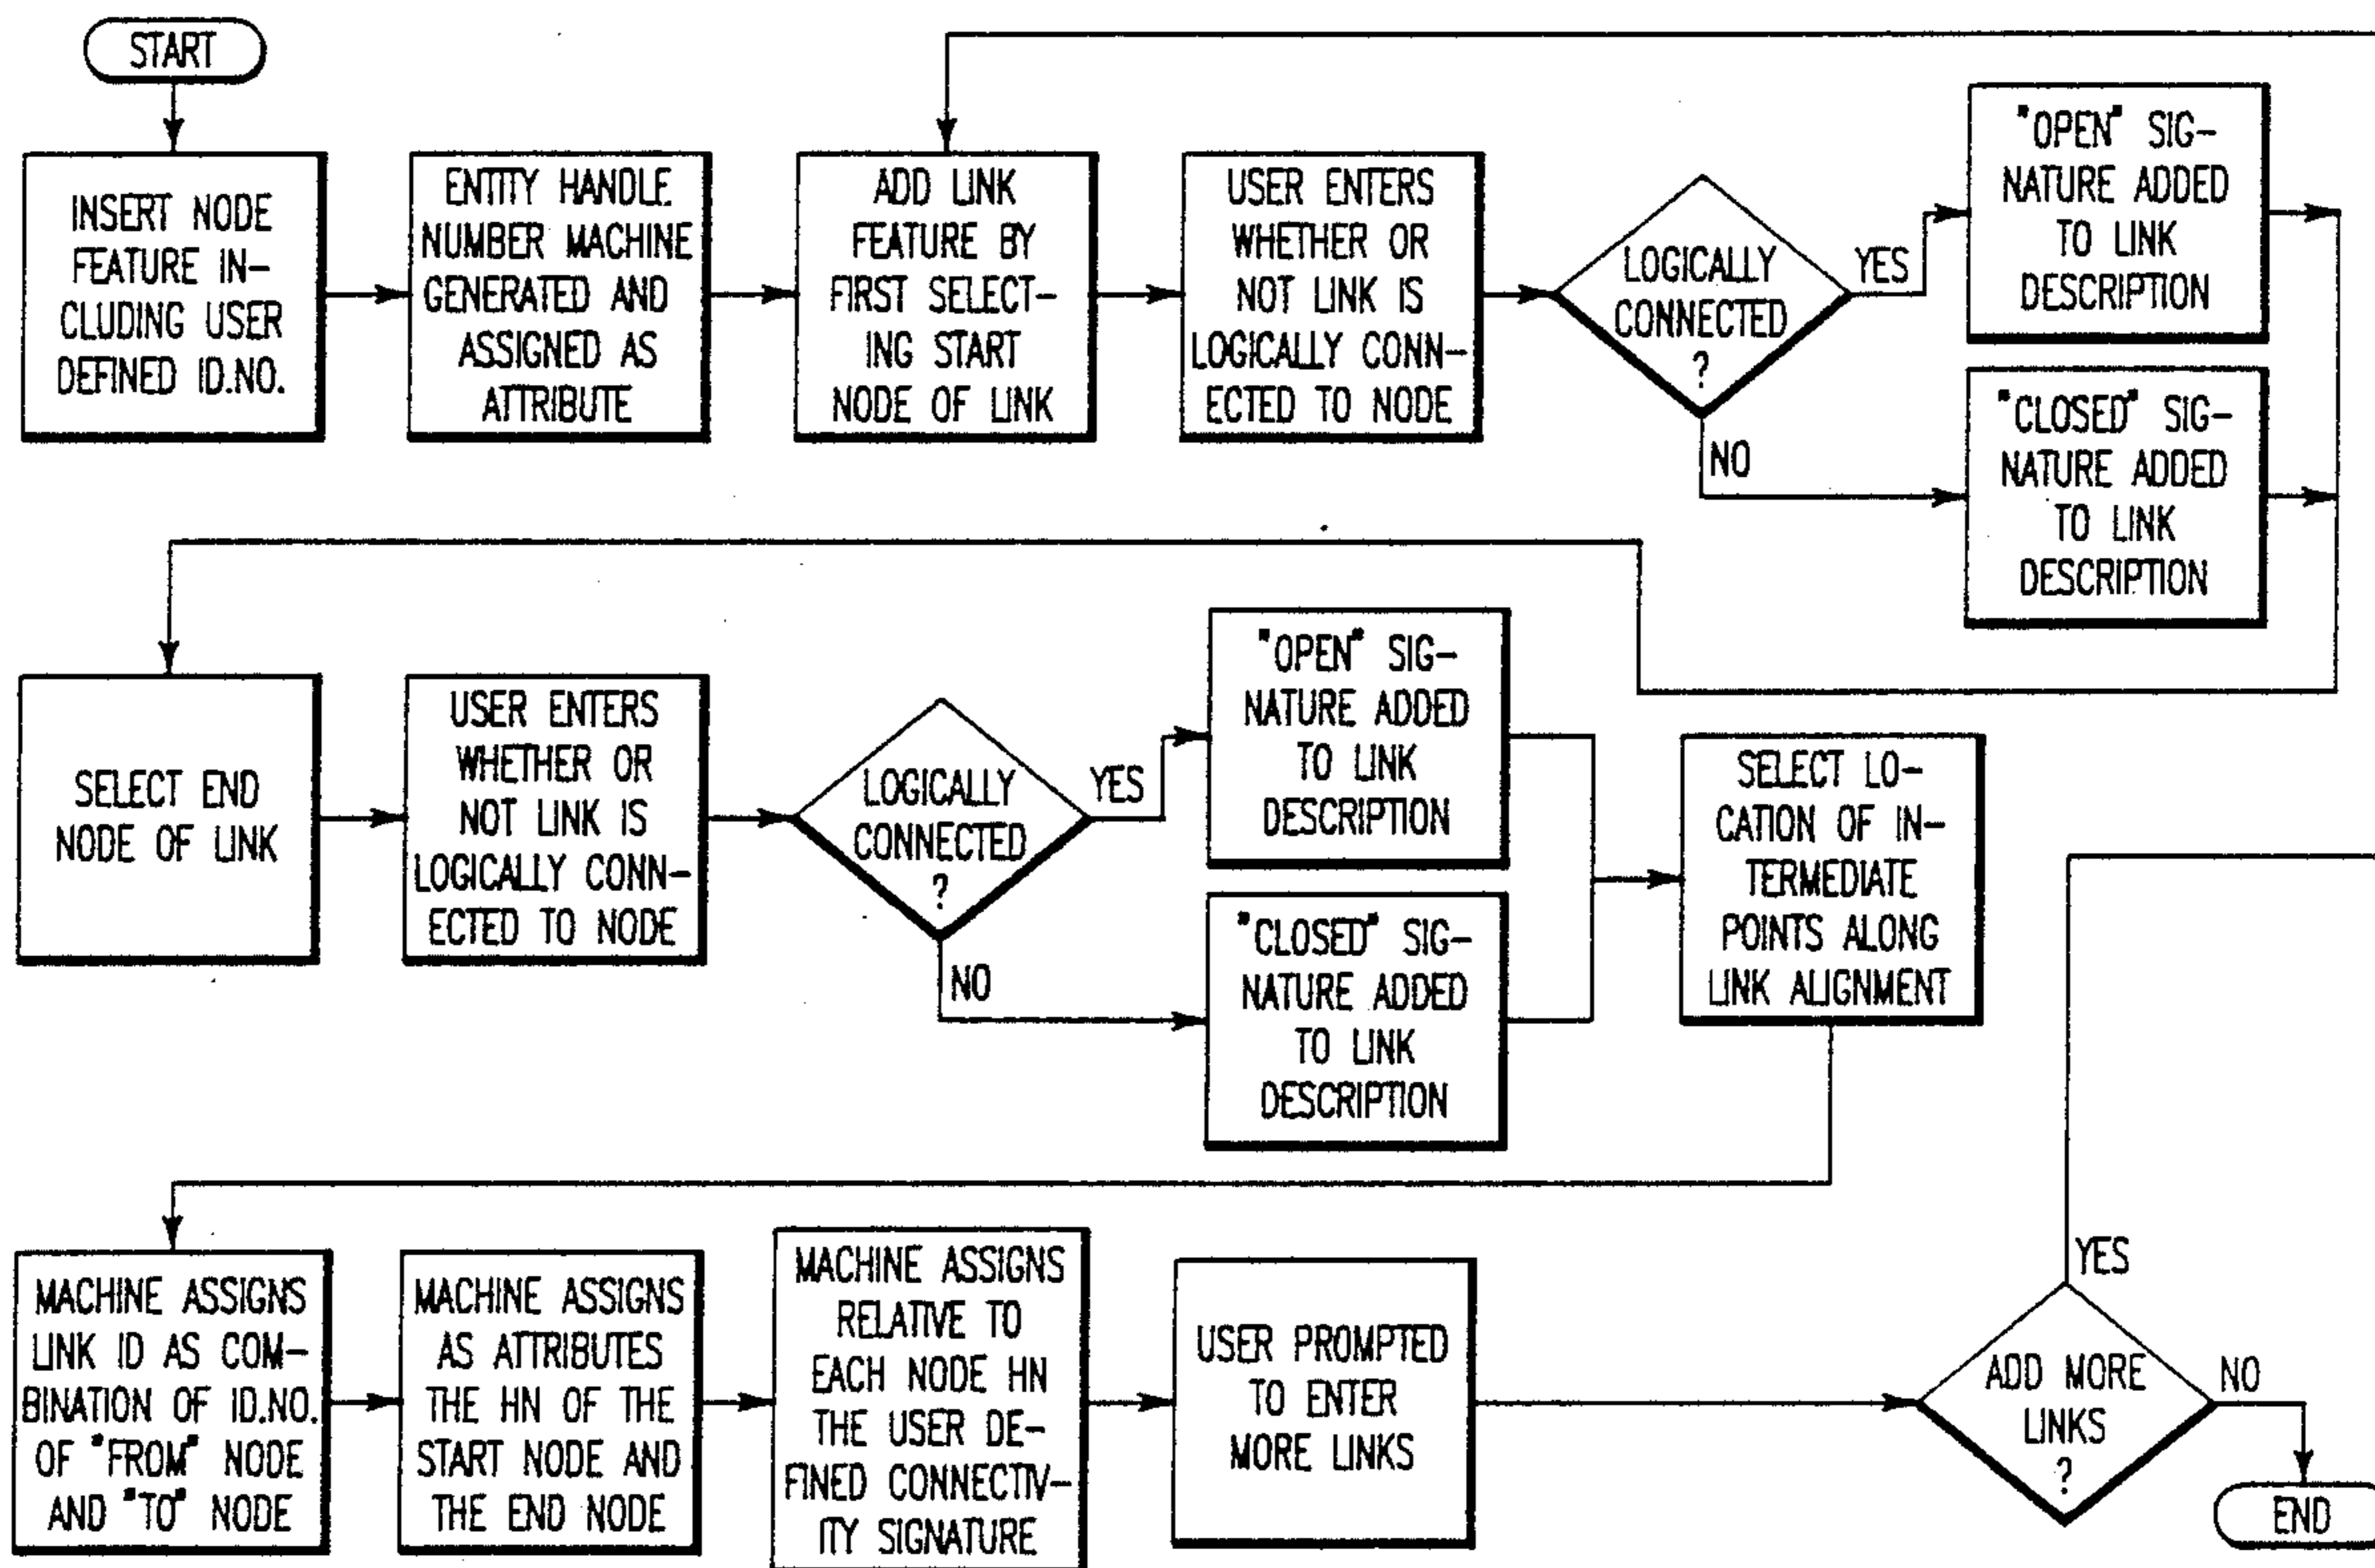 START
INSERT NODE
FEATURE IN-
CLUDING USER
DEFINED ID.NO.
ENTITY HANDLE
NUMBER MACHINE
GENERATED AND
ASSIGNED AS
ATTRIBUTE
ADD LINK
FEATURE BY
FIRST SELECT-
ING START
NODE OF LINK
USER ENTERS
WHETHER OR
NOT LINK IS
LOGICALLY CONN-
ECTED TO NODE
LOGICALLY
CONNECTED
?
YES
NO
"OPEN" SIG-
NATURE ADDED
TO LINK
DESCRIPTION
"CLOSED" SIG-
NATURE ADDED
TO LINK
DESCRIPTION
SELECT END
NODE OF LINK
USER ENTERS
WHETHER OR
NOT LINK IS
LOGICALLY CONN-
ECTED TO NODE
LOGICALLY
CONNECTED
?
YES
NO
"OPEN" SIG-
NATURE ADDED
TO LINK
DESCRIPTION
"CLOSED" SIG-
NATURE ADDED
TO LINK
DESCRIPTION
SELECT LO-
CATION OF IN-
TERMEDIATE
POINTS ALONG
LINK ALIGNMENT
MACHINE ASSIGNS
LINK ID AS COM-
BINATION OF ID.NO.
OF "FROM" NODE
AND "TO" NODE
MACHINE ASSIGNS
AS ATTRIBUTES
THE HN OF THE
START NODE AND
THE END NODE
MACHINE ASSIGNS
RELATIVE TO
EACH NODE HN
THE USER DE-
FINED CONNECTIV-
ITY SIGNATURE
USER PROMPTED
TO ENTER
MORE LINKS
ADD MORE
LINKS
?
YES
NO
END